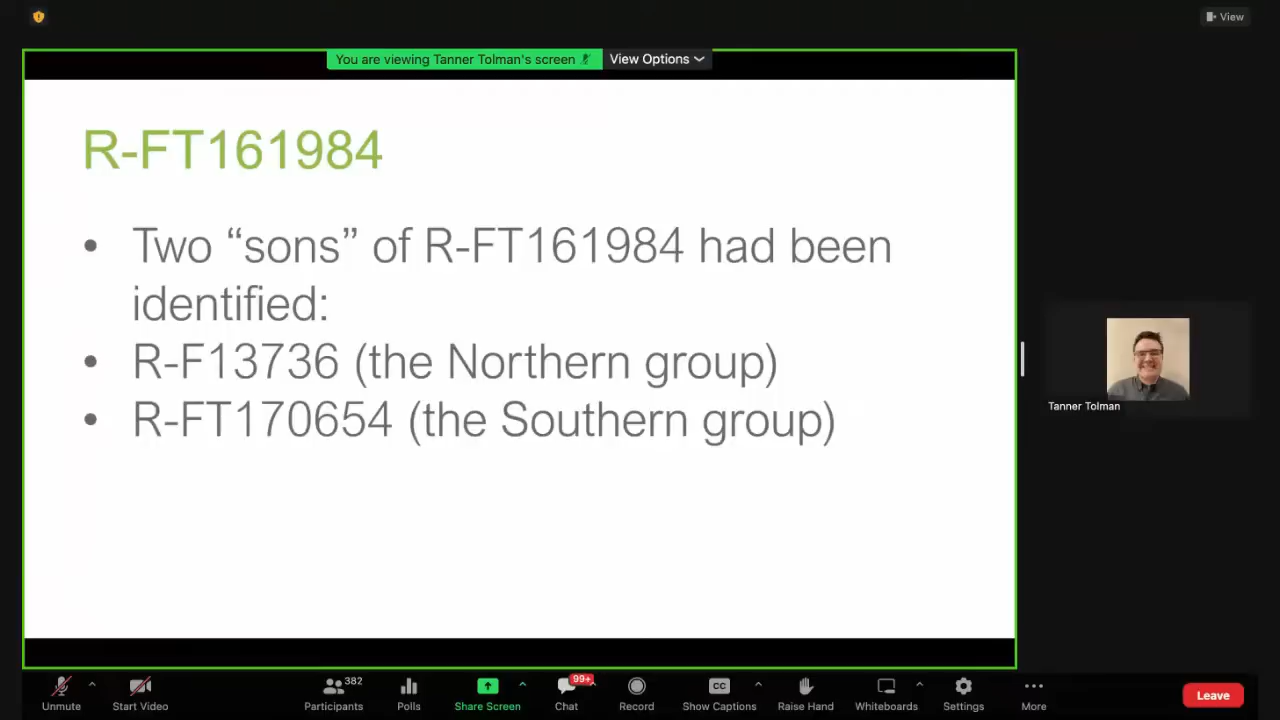 View
You are viewing Tanner Tolman's screen
View Options
R-FT161984
• Two “sons” of R-FT161984 had been
identified:
• R-F13736 (the Northern group)
• R-FT170654 (the Southern group)
Tanner Tolman
382
99+
CC
Unmute
Start Video
Participants
Polls
Share Screen
Chat
Record
Show Captions
Raise Hand
Whiteboards
Settings
More
Leave